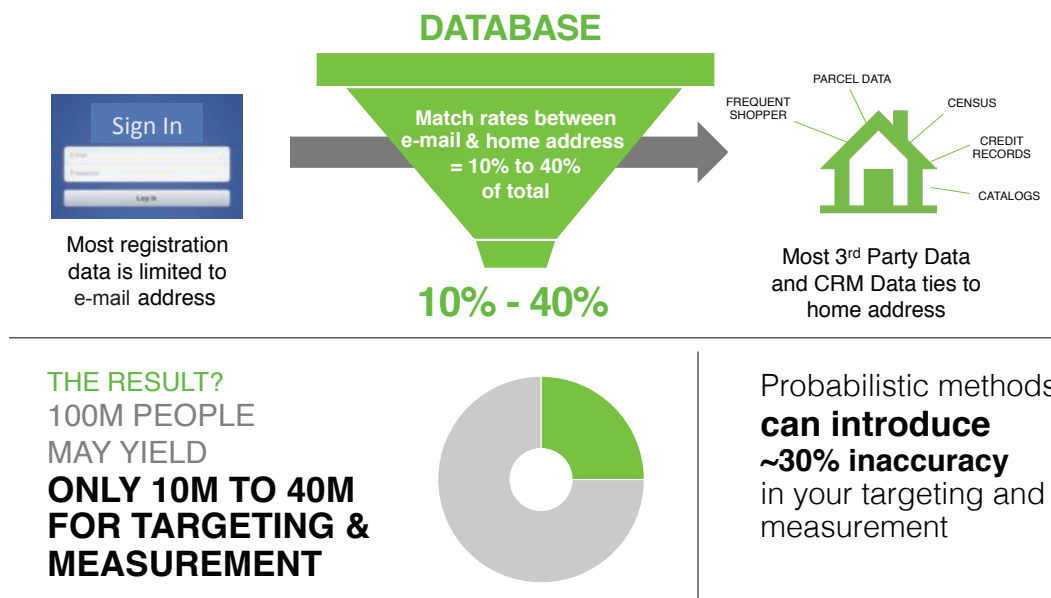 DATABASE
Sign In
Email
Password
Log In
Most registration
data is limited to
e-mail address
Match rates between
e-mail & home address
= 10% to 40%
of total
10% - 40%
PARCEL DATA
FREQUENT
SHOPPER
CENSUS
CREDIT
RECORDS
CATALOGS
Most 3rd Party Data
and CRM Data ties to
home address
THE RESULT?
100M PEOPLE
MAY YIELD
ONLY 10M TO 40M
FOR TARGETING &
MEASUREMENT
Probabilistic methods
can introduce
~30% inaccuracy
in your targeting and
measurement